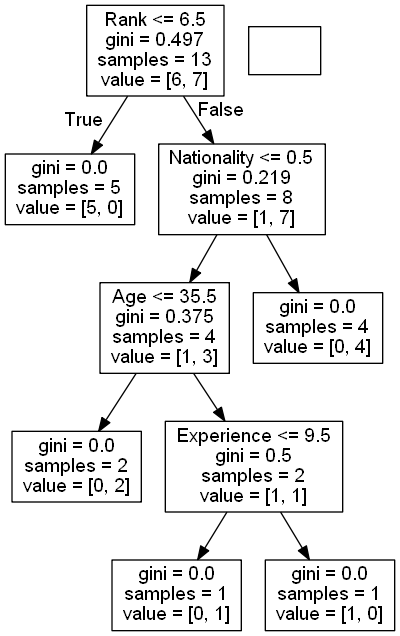 Rank <= 6.5
gini = 0.497
samples = 13
value = [6, 7]
True
False
gini = 0.0
samples = 5
value = [5, 0]
Nationality <= 0.5
gini = 0.219
samples = 8
value = [1, 7]
Age <= 35.5
gini = 0.375
samples = 4
value = [1, 3]
gini = 0.0
samples = 4
value = [0, 4]
gini = 0.0
samples = 2
value = [0, 2]
Experience <= 9.5
gini = 0.5
samples = 2
value = [1, 1]
gini = 0.0
samples = 1
value = [0, 1]
gini = 0.0
samples = 1
value = [1, 0]